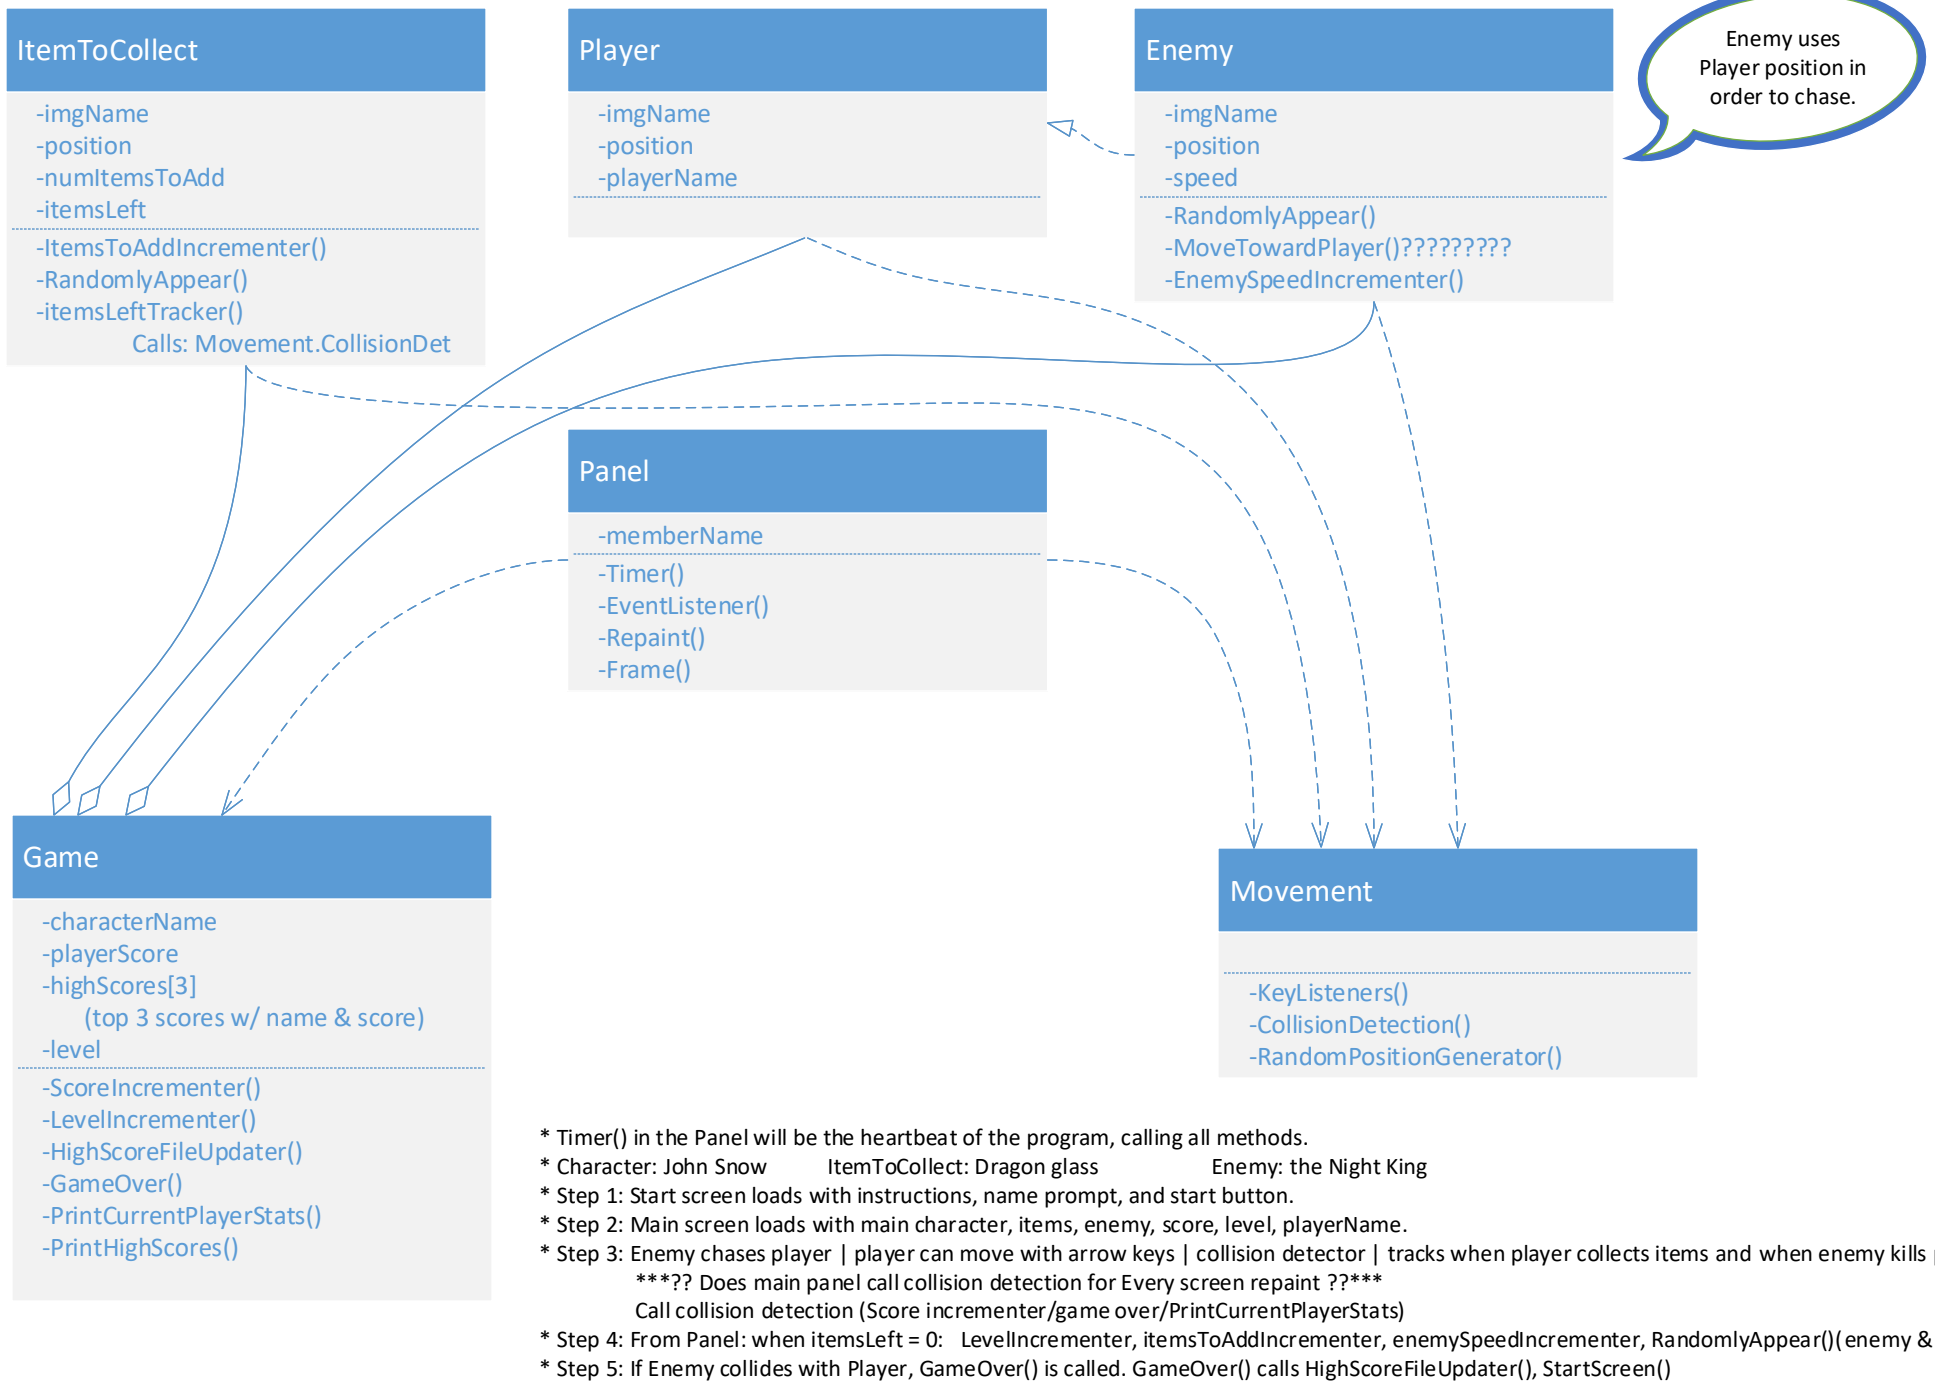 ItemToCollect
-imgName
-position
-numItemsToAdd
-itemsLeft
-ItemsToAddIncrementer()
-RandomlyAppear()
-itemsLeftTracker()
Calls: Movement.CollisionDet
Player
-imgName
-position
-playerName
Enemy
-imgName
-position
-speed
-RandomlyAppear()
-MoveTowardPlayer()?????????
-EnemySpeedIncrementer()
Enemy uses
Player position in
order to chase.
Panel
-memberName
-Timer()
-EventListener()
-Repaint()
-Frame()
Game
-characterName
-playerScore
-highScores[3]
(top 3 scores w/ name & score)
-level
-ScoreIncrementer()
-LevelIncrementer()
-HighScoreFileUpdater()
-GameOver()
-PrintCurrentPlayerStats()
-PrintHighScores()
Movement
-KeyListeners()
-CollisionDetection()
-RandomPositionGenerator()
* Timer() in the Panel will be the heartbeat of the program, calling all methods.
* Character: John Snow ItemToCollect: Dragon glass Enemy: the Night King
* Step 1: Start screen loads with instructions, name prompt, and start button.
* Step 2: Main screen loads with main character, items, enemy, score, level, playerName.
* Step 3: Enemy chases player | player can move with arrow keys | collision detector | tracks when player collects items and when enemy kills
***?? Does main panel call collision detection for Every screen repaint ??***
Call collision detection (Score incrementer/game over/PrintCurrentPlayerStats)
* Step 4: From Panel: when itemsLeft = 0: LevelIncrementer, itemsToAddIncrementer, enemySpeedIncrementer, RandomlyAppear()(enemy &
* Step 5: If Enemy collides with Player, GameOver() is called. GameOver() calls HighScoreFileUpdater(), StartScreen()